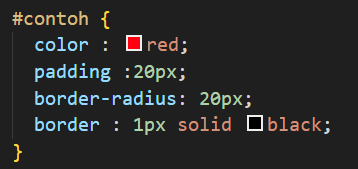 #contoh {
color : red;
padding :20px;
border-radius: 20px;
border : 1px solid black;
}